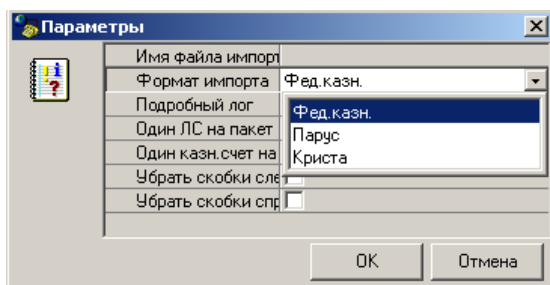 Параметры
Имя файла импорт
Формат импорта Фед.казн.
Подробный лог
Фед.казн.
Один ЛС на пакет
Парус
Один казн.счет на
Криста
Убрать скобки сле
Убрать скобки спр
OK Отмена